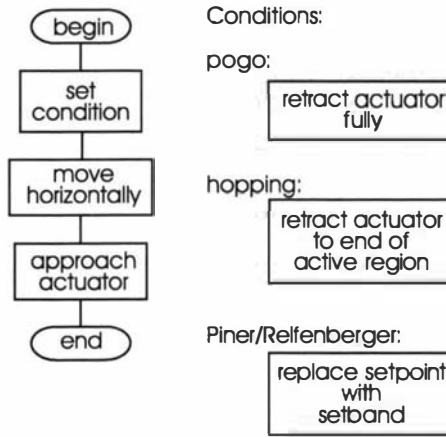 begin
set
condition
move
horizontally
approach
actuator
end
Conditions:
pogo:
retract actuator
fully
hopping:
retract actuator
to end of
active region
Piner/Relfenberger:
replace setpoint
with
setband